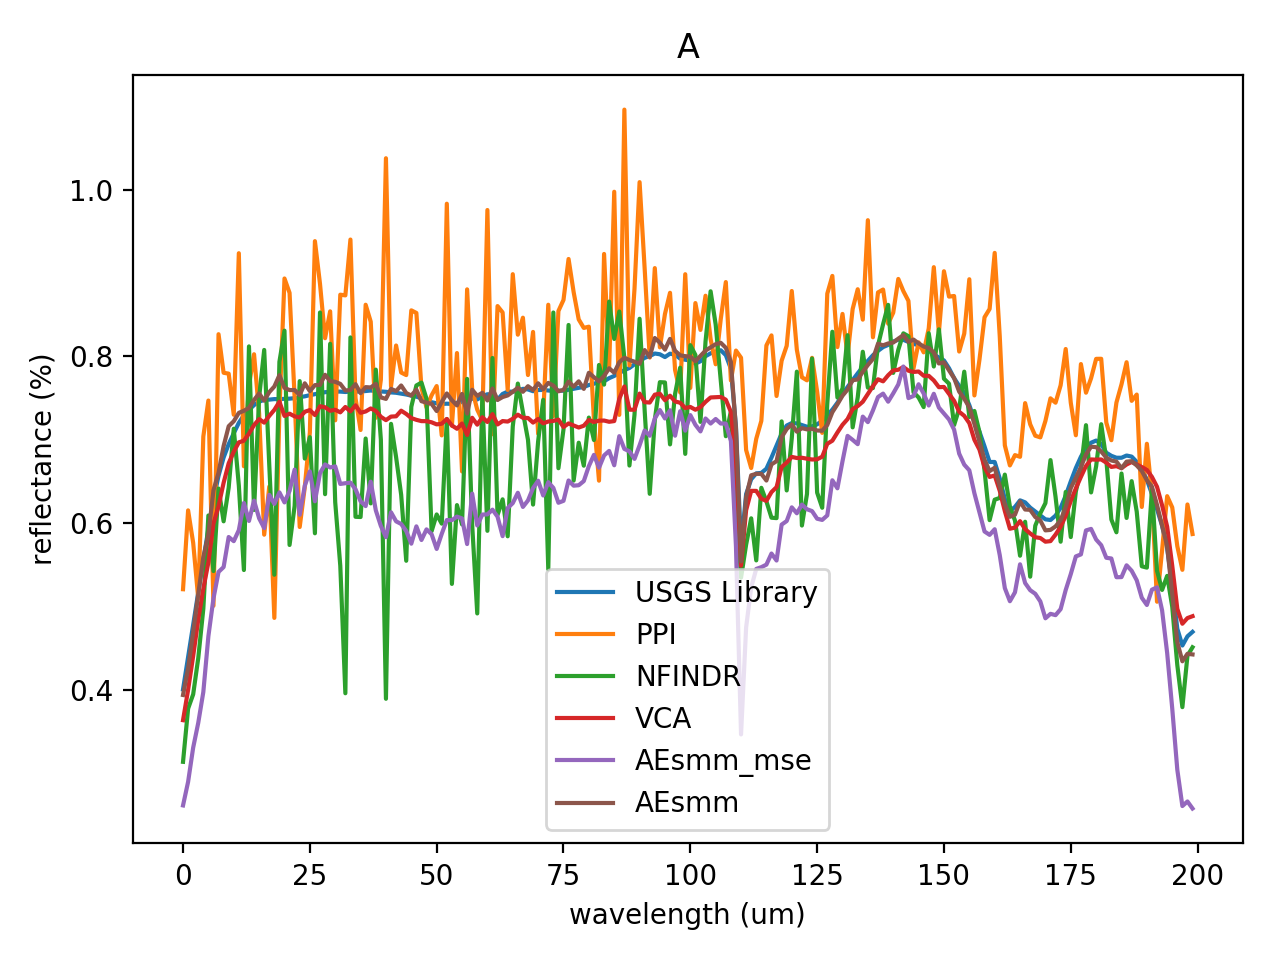 A
reflectance (%)
1.0
0.8
0.6
0.4
USGS Library
PPI
NFINDR
VCA
AEsmm_mse
AEsmm
0 25 50 75 100 125 150 175 200
wavelength (um)